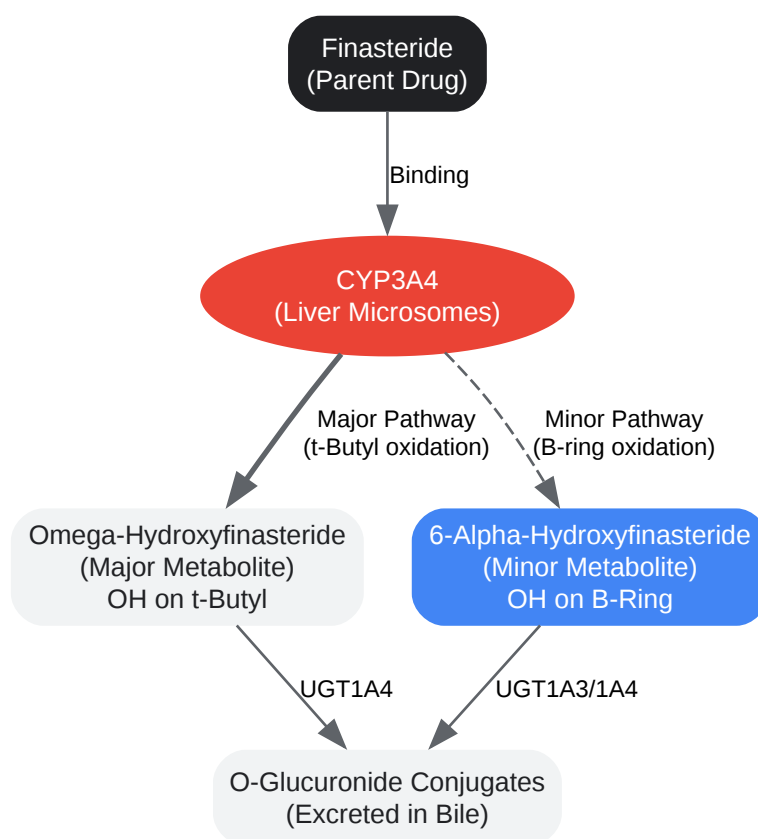 Finasteride
(Parent Drug)
Binding
CYP3A4
(Liver Microsomes)
Major Pathway
(t-Butyl oxidation)
Minor Pathway
(B-ring oxidation)
Omega-Hydroxyfinasteride
(Major Metabolite)
OH on t-Butyl
6-Alpha-Hydroxyfinasteride
(Minor Metabolite)
OH on B-Ring
UGT1A4
UGT1A3/1A4
O-Glucuronide Conjugates
(Excreted in Bile)